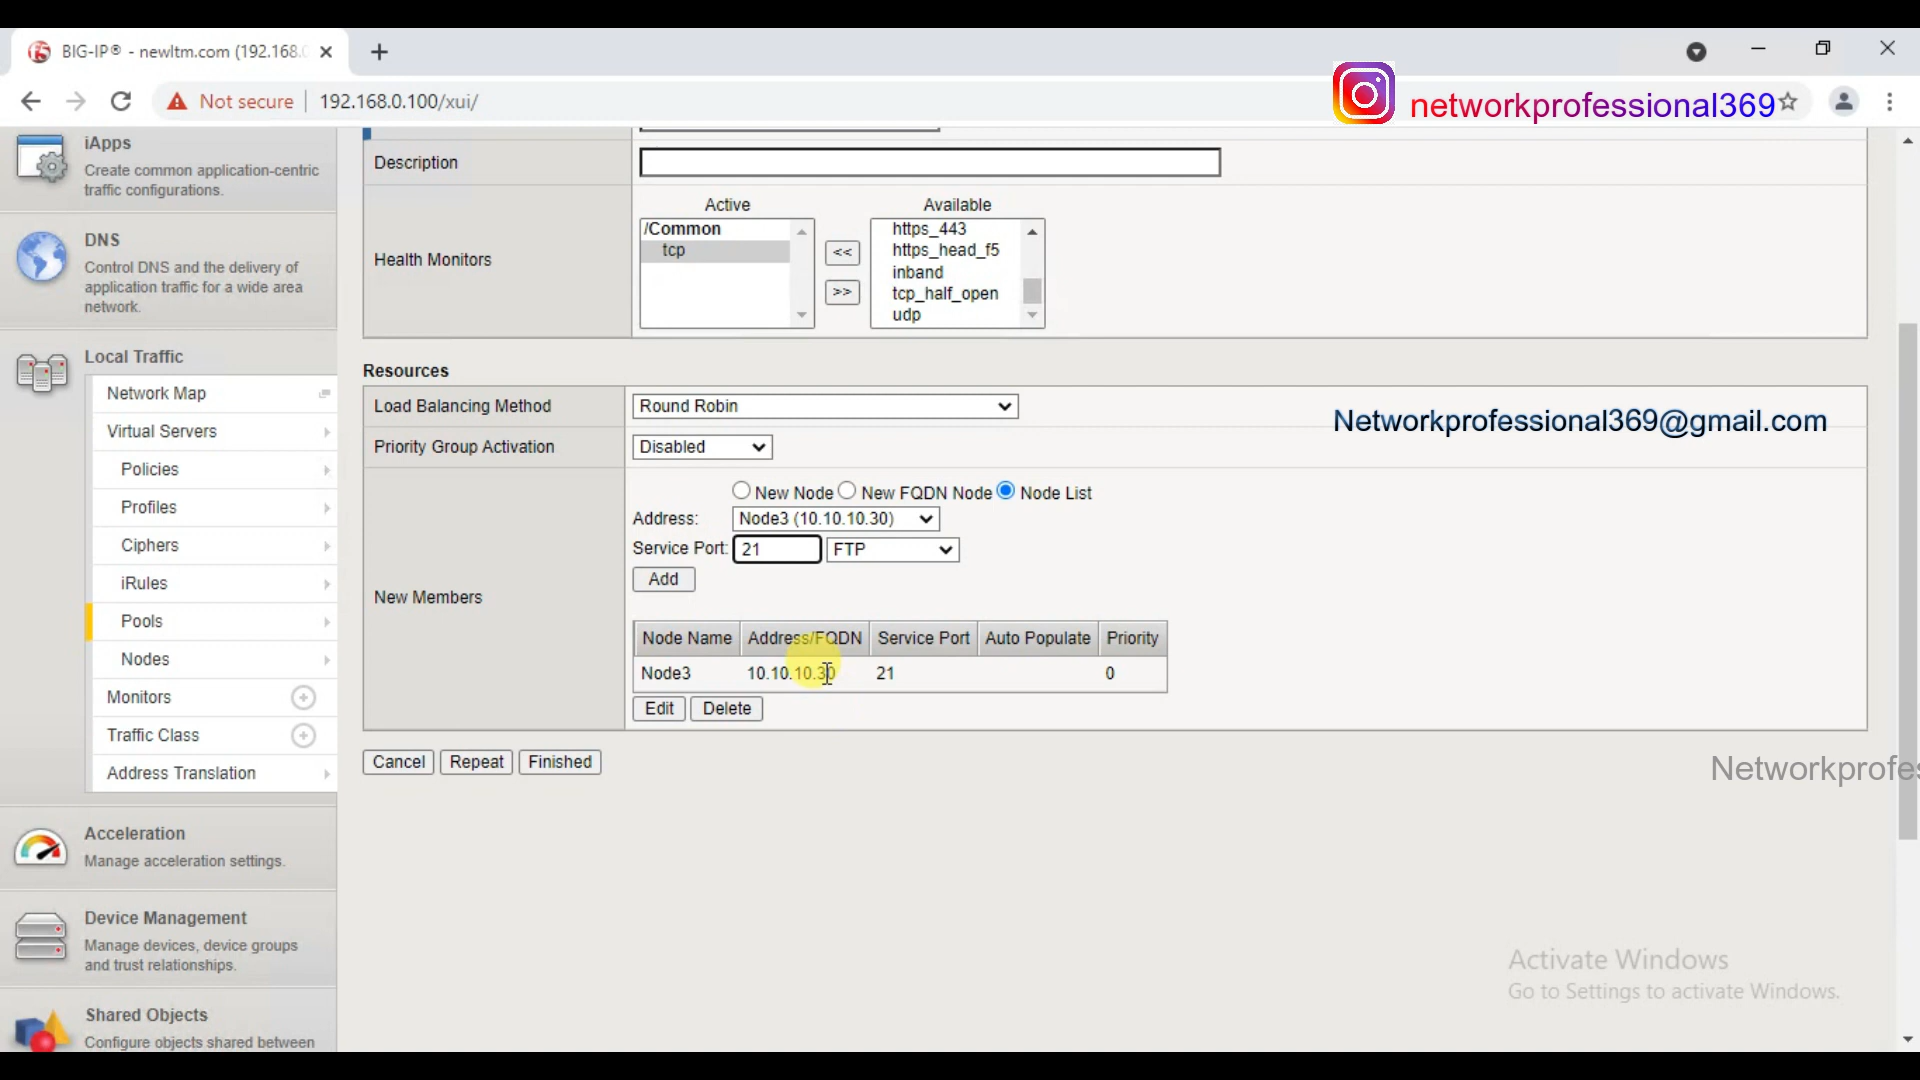 BIG-IP® - newltm.com (192.168.0
Not secure
192.168.0.100/xui/
networkprofessional369
iApps
Create common application-centric
traffic configurations.
DNS
Control DNS and the delivery of
application traffic for a wide area
network.
Local Traffic
Network Map
Virtual Servers
Policies
Profiles
Ciphers
iRules
Pools
Nodes
Monitors
Traffic Class
Address Translation
Acceleration
Manage acceleration settings.
Device Management
Manage devices, device groups
and trust relationships.
Shared Objects
Configure objects shared between
Description
Health Monitors
Active
/Common
tcp
<<
>>
Available
https_443
https_head_f5
inband
tcp_half_open
udp
Resources
Load Balancing Method
Round Robin
Networkprofessional369@gmail.com
Priority Group Activation
Disabled
New Members
New Node New FQDN Node Node List
Address: Node3 (10.10.10.30)
Service Port: 21 FTP
Add
Node Name Address/FQDN Service Port Auto Populate Priority
Node3 10.10.10.30 21 0
Edit Delete
Cancel Repeat Finished
Networkprofes
Activate Windows
Go to Settings to activate Windows.